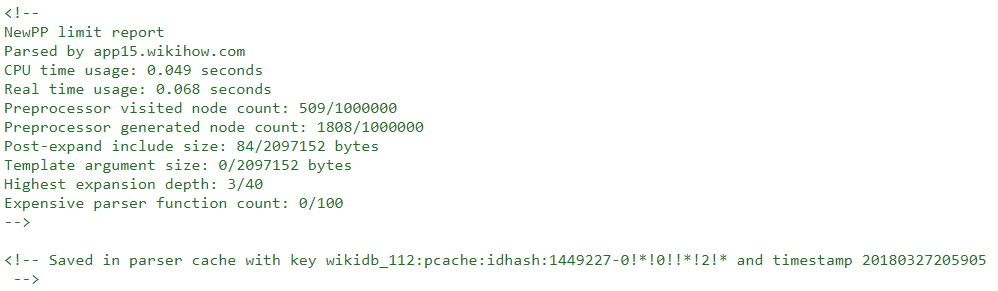 <!--
NewPP limit report
Parsed by app15.wikihow.com
CPU time usage: 0.049 seconds
Real time usage: 0.068 seconds
Preprocessor visited node count: 509/1000000
Preprocessor generated node count: 1808/1000000
Post-expand include size: 84/2097152 bytes
Template argument size: 0/2097152 bytes
Highest expansion depth: 3/40
Expensive parser function count: 0/100
-->
<!-- Saved in parser cache with key wikidb_112:pcache:idhash:1449227-0!*!0!!*!2!* and timestamp 20180327205905
-->